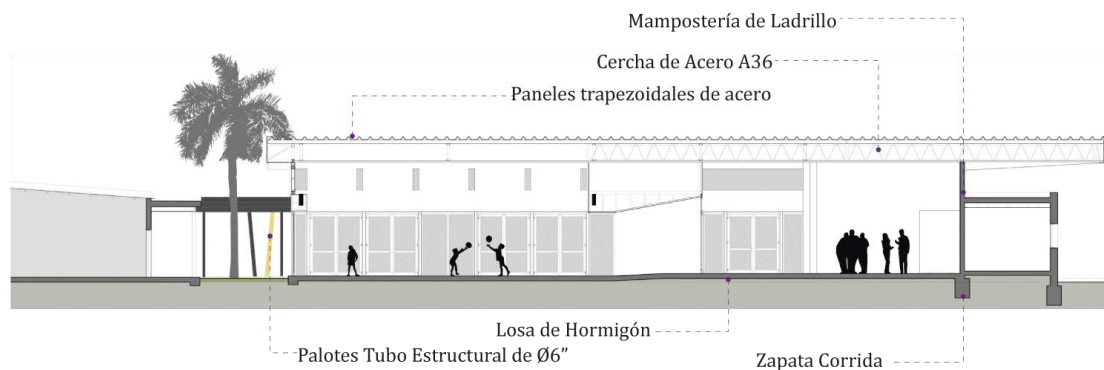 Mampostería de Ladrillo
Cercha de Acero A36
Paneles trapezoidales de acero
Losa de Hormigón
Palotes Tubo Estructural de Ø6”
Zapata Corrida